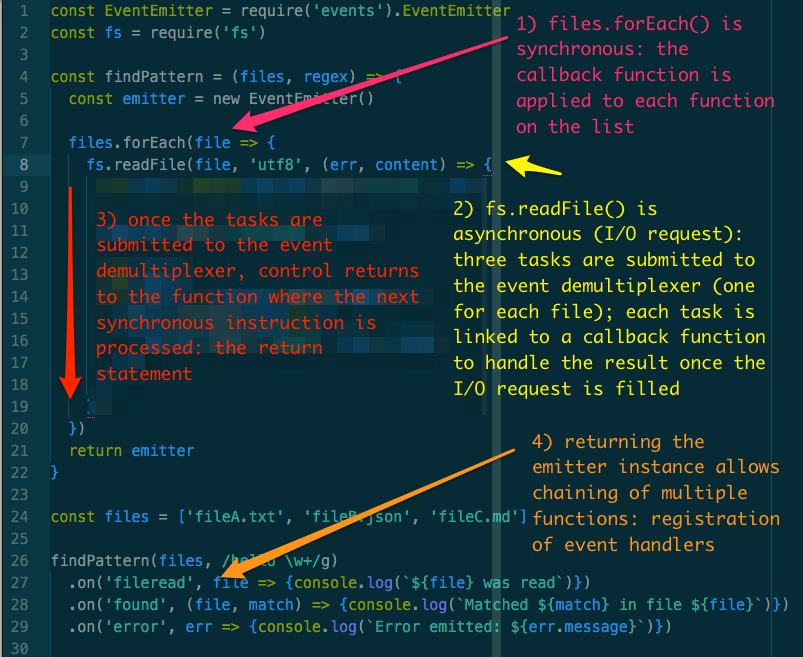 1 const EventEmitter = require('events').EventEmitter
2 const fs = require('fs')
3
4 const findPattern = (files, regex) => {
5 const emitter = new EventEmitter()
6
7 files.forEach(file => {
8 fs.readFile(file, 'utf8', (err, content) => {
9
10
11
12
13
14
15
16
17
18
19 }
20 })
21 return emitter
22 }
23
24 const files = ['fileA.txt', 'fileB.json', 'fileC.md']
25
26 findPattern(files, /hello \w+/g)
27 .on('fileread', file => {console.log(`${file} was read`)})
28 .on('found', (file, match) => {console.log(`Matched ${match} in file ${file}`)})
29 .on('error', err => {console.log(`Error emitted: ${err.message}`)})
30
1) files.forEach() is
synchronous: the
callback function is
applied to each function
on the list
2) fs.readFile() is
asynchronous (I/O request):
three tasks are submitted to
the event demultiplexer (one
for each file); each task is
linked to a callback function
to handle the result once the
I/O request is filled
3) once the tasks are
submitted to the event
demultiplexer, control returns
to the function where the next
synchronous instruction is
processed: the return
statement
4) returning the
emitter instance allows
chaining of multiple
functions: registration
of event handlers